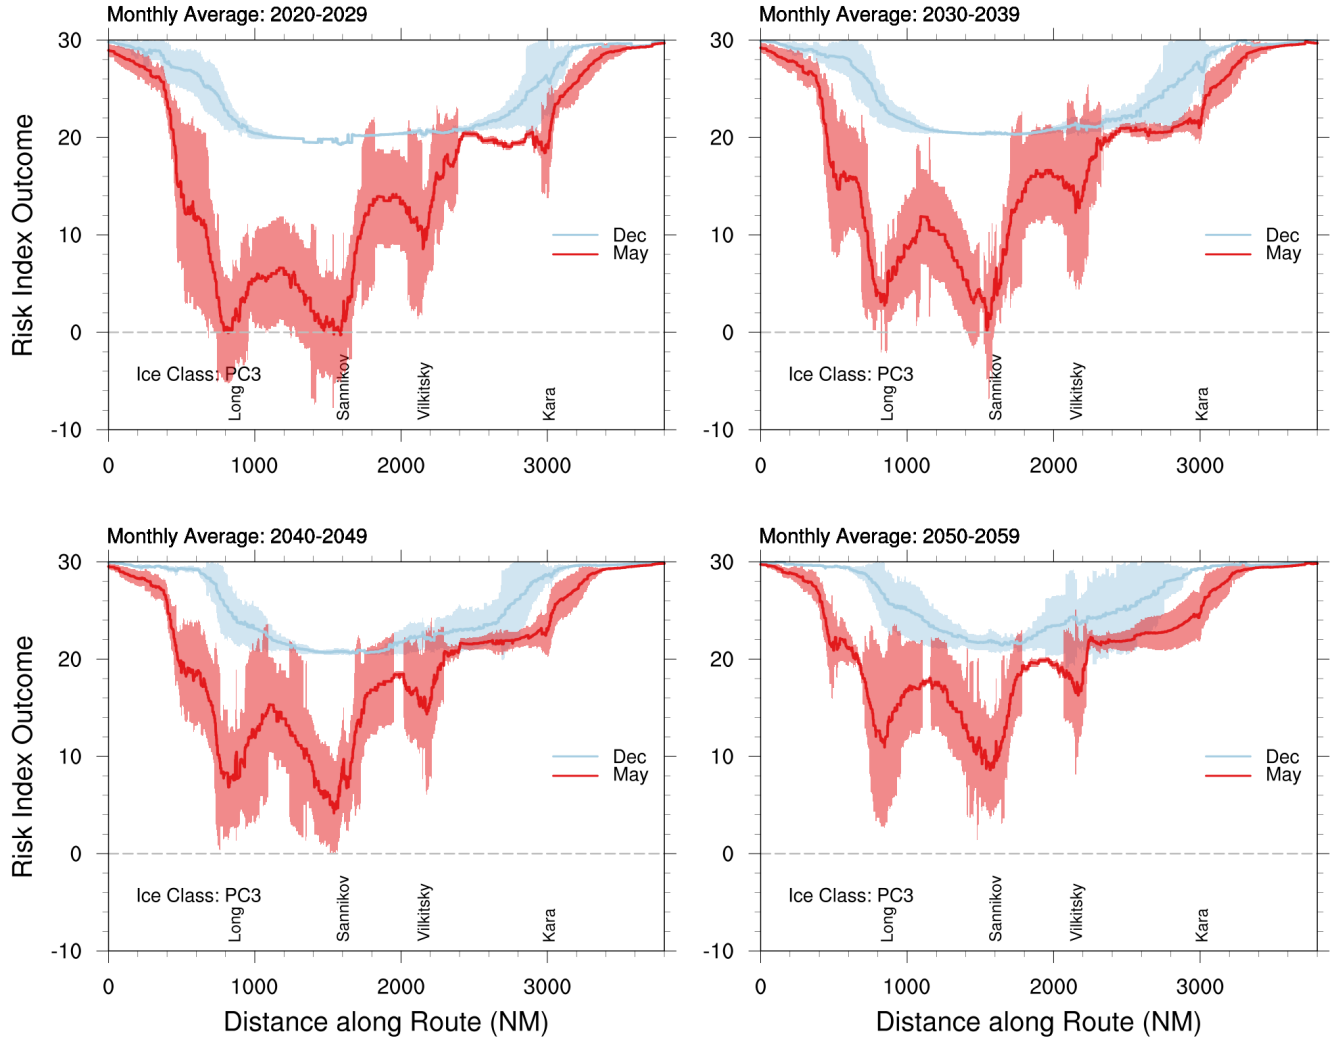 Monthly Average: 2020-2029
30
20
10
0
-10
Risk Index Outcome
Dec
May
Ice Class: PC3
Long
Sannikov
Vilkitsky
Kara
0 1000 2000 3000
Monthly Average: 2030-2039
30
20
10
0
-10
Dec
May
Ice Class: PC3
Long
Sannikov
Vilkitsky
Kara
0 1000 2000 3000
Monthly Average: 2040-2049
30
20
10
0
-10
Risk Index Outcome
Dec
May
Ice Class: PC3
Long
Sannikov
Vilkitsky
Kara
0 1000 2000 3000
Distance along Route (NM)
Monthly Average: 2050-2059
30
20
10
0
-10
Dec
May
Ice Class: PC3
Long
Sannikov
Vilkitsky
Kara
0 1000 2000 3000
Distance along Route (NM)